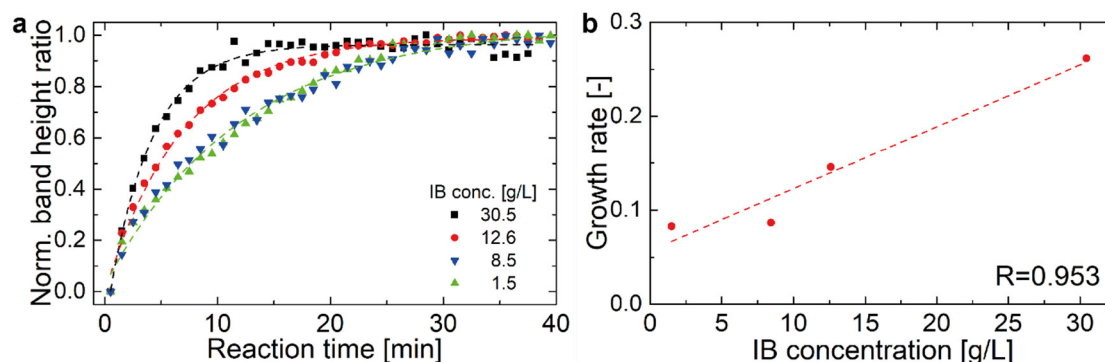 a
Norm. band height ratio
1.0
0.8
0.6
0.4
0.2
0.0
0 10 20 30 40
Reaction time [min]
IB conc. [g/L]
30.5
12.6
8.5
1.5
b
Growth rate [-]
0.3
0.2
0.1
0.0
0 5 10 15 20 25 30
IB concentration [g/L]
R=0.953